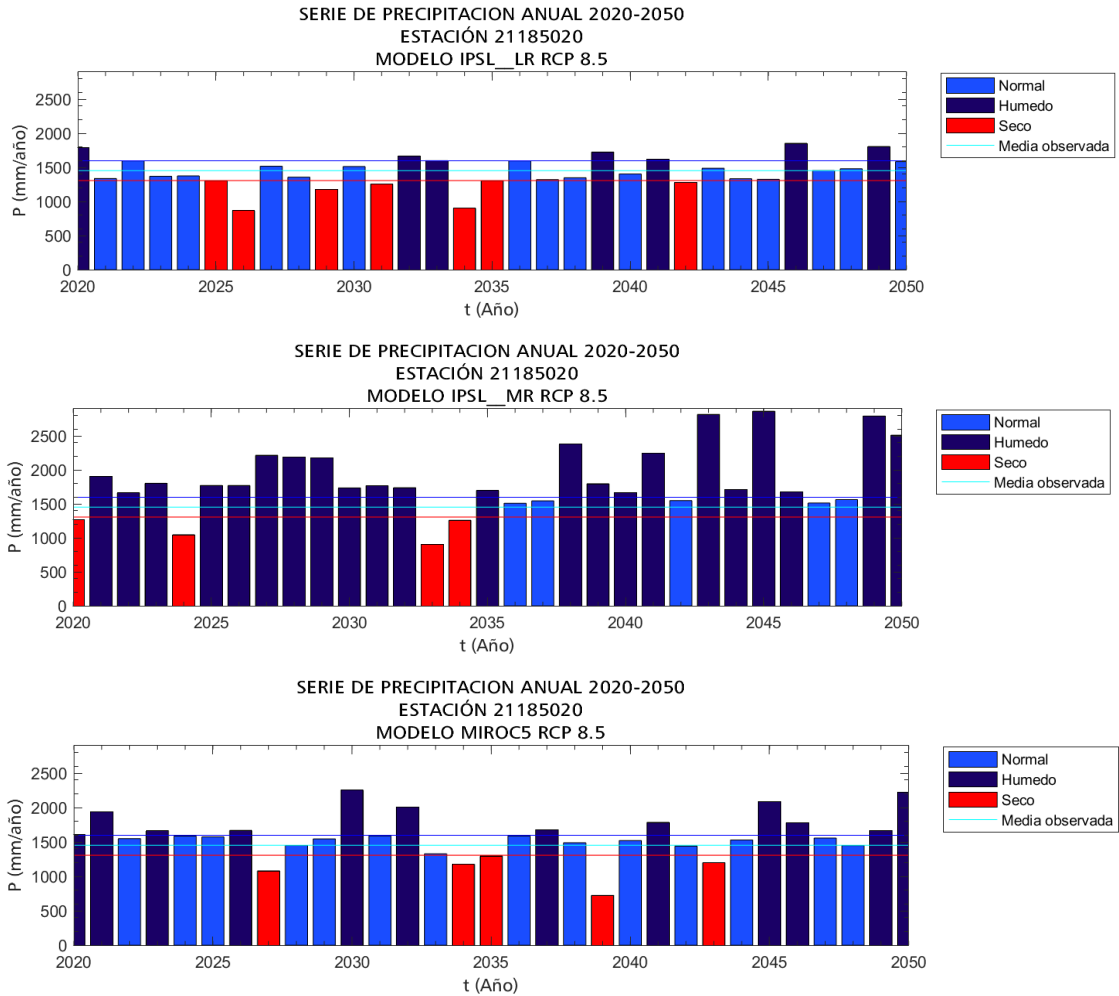 SERIE DE PRECIPITACION ANUAL 2020-2050
ESTACIÓN 21185020
MODELO IPSL__LR RCP 8.5
P (mm/año)
2500
2000
1500
1000
500
0
2020 2025 2030 2035 2040 2045 2050
t (Año)
Normal
Humedo
Seco
Media observada
SERIE DE PRECIPITACION ANUAL 2020-2050
ESTACIÓN 21185020
MODELO IPSL__MR RCP 8.5
P (mm/año)
2500
2000
1500
1000
500
0
2020 2025 2030 2035 2040 2045 2050
t (Año)
Normal
Humedo
Seco
Media observada
SERIE DE PRECIPITACION ANUAL 2020-2050
ESTACIÓN 21185020
MODELO MIROC5 RCP 8.5
P (mm/año)
2500
2000
1500
1000
500
0
2020 2025 2030 2035 2040 2045 2050
t (Año)
Normal
Humedo
Seco
Media observada